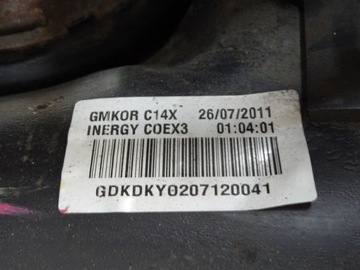 GMKOR C14X 26/07/2011
INERGY COEX3 01:04:01
GDKDKY0207120041